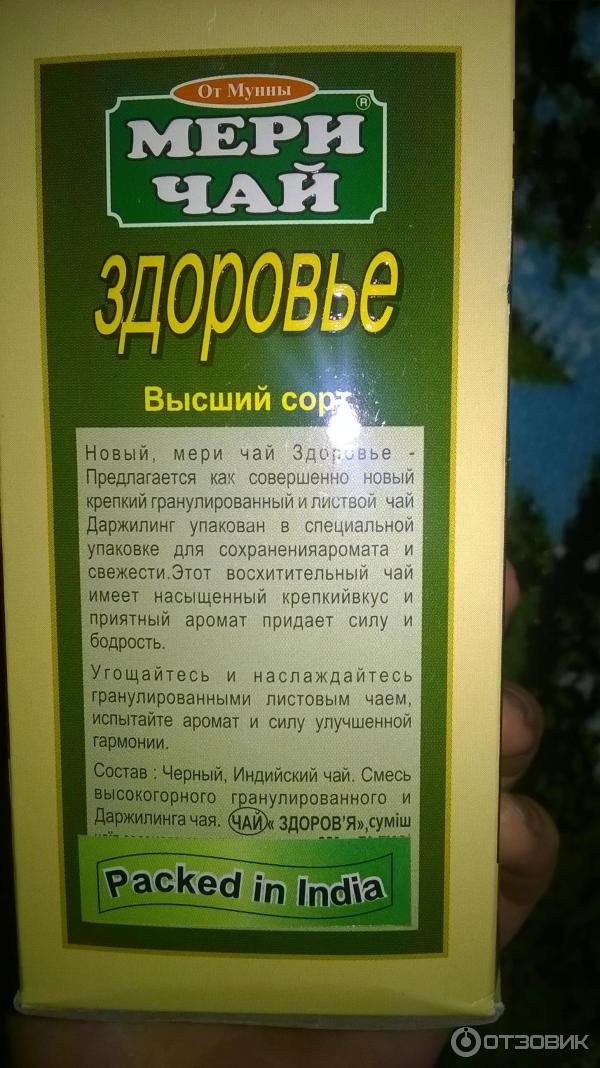 От Мунны
МЕРИ ®
ЧАЙ
здоровье
Высший сорт
Новый, мери чай Здоровье -
Предлагается как совершенно новый
крепкий гранулированный и листвой чай
Даржилинг упакован в специальной
упаковке для сохраненияаромата и
свежести.Этот восхитительный чай
имеет насыщенный крепкийвкус и
приятный аромат придает силу и
бодрость.
Угощайтесь и наслаждайтесь
гранулированными листовым чаем,
испытайте аромат и силу улучшенной
гармонии.
Состав : Черный, Индийский чай. Смесь
высокогорного гранулированного и
Даржилинга чая. ЧАЙ « ЗДОРОВ'Я»,суміш
Packed in India
ОТЗОВИК